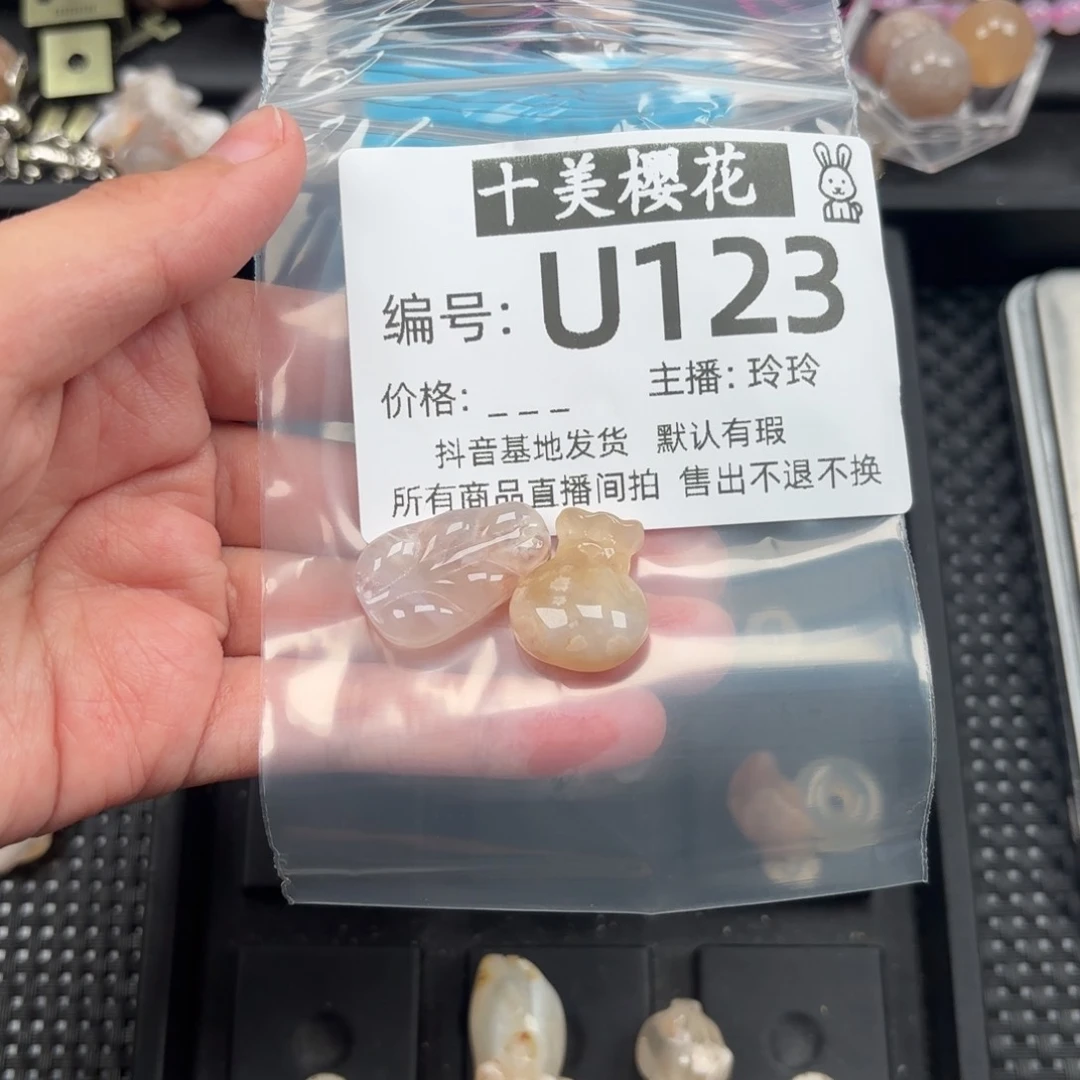 十美樱花
编号: U123
价格: _ _ _ 主播: 玲玲
抖音基地发货 默认有瑕
所有商品直播间拍 售出不退不换